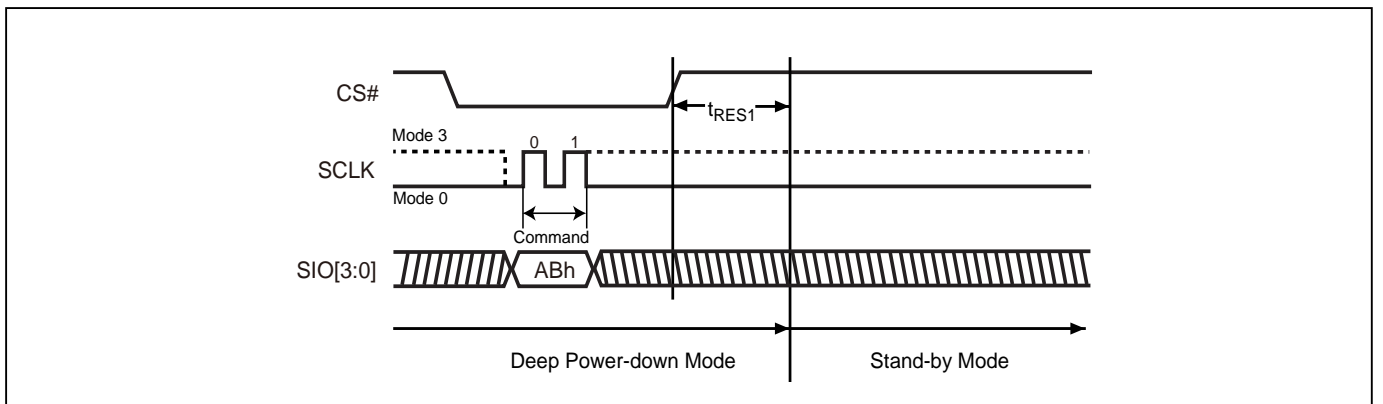 CS#
tRES1
Mode 3
0 1
SCLK
Mode 0
Command
SIO[3:0]
ABh
Deep Power-down Mode
Stand-by Mode